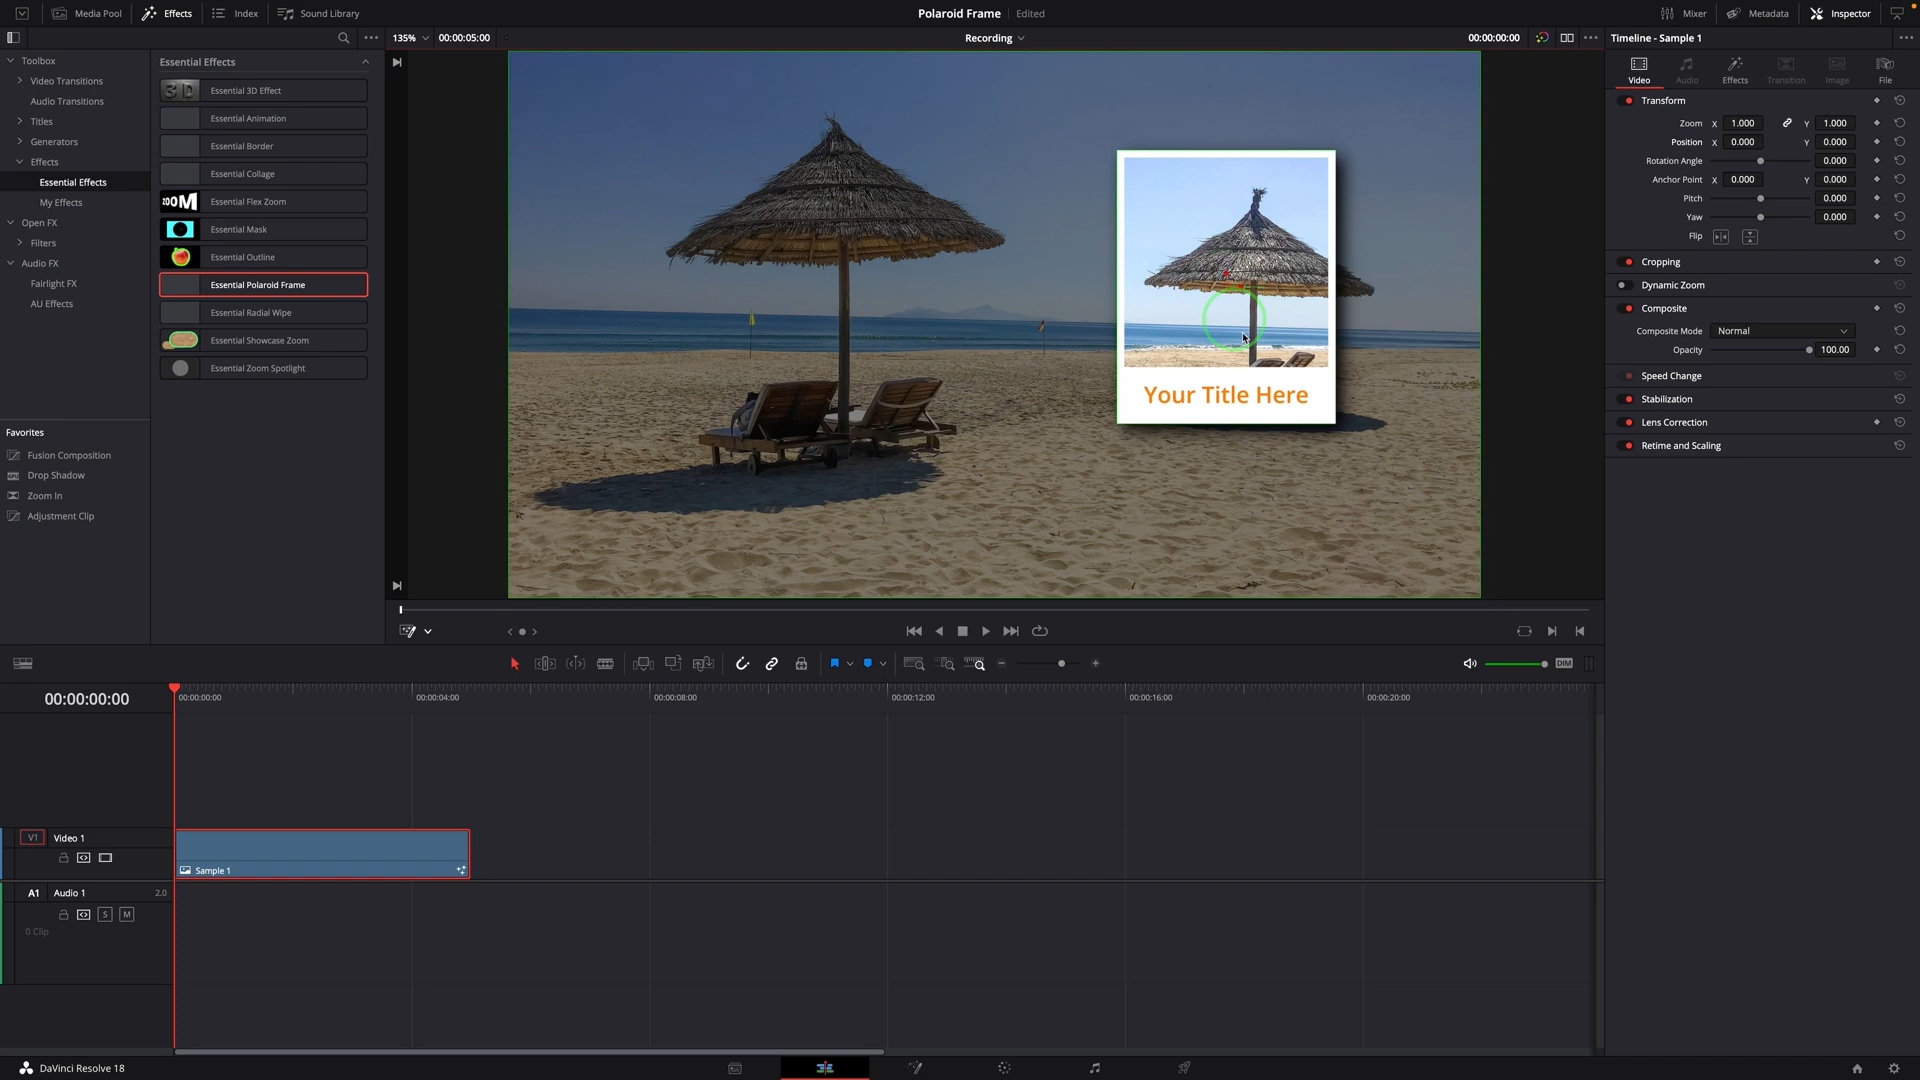 Media Pool Effects Index Sound Library Polaroid Frame Edited Mixer Metadata Inspector
135% 00:00:05:00 Recording 00:00:00:00 Timeline - Sample 1
Toolbox
Video Transitions
Audio Transitions
Titles
Generators
Effects
Essential Effects
My Effects
Open FX
Filters
Audio FX
Fairlight FX
AU Effects
Favorites
Fusion Composition
Drop Shadow
Zoom In
Adjustment Clip
Essential Effects
3D Essential 3D Effect
Essential Animation
Essential Border
Essential Collage
ZOOM Essential Flex Zoom
Essential Mask
Essential Outline
Essential Polaroid Frame
Essential Radial Wipe
Essential Showcase Zoom
Essential Zoom Spotlight
Your Title Here
Video Audio Effects Transition Image File
Transform
Zoom X 1.000 Y 1.000
Position X 0.000 Y 0.000
Rotation Angle 0.000
Anchor Point X 0.000 Y 0.000
Pitch 0.000
Yaw 0.000
Flip
Cropping
Dynamic Zoom
Composite
Composite Mode Normal
Opacity 100.00
Speed Change
Stabilization
Lens Correction
Retime and Scaling
DIM
00:00:00:00 00:00:00:00 00:00:04:00 00:00:08:00 00:00:12:00 00:00:16:00 00:00:20:00
V1 Video 1
Sample 1
A1 Audio 1 2.0
S M
0 Clip
DaVinci Resolve 18